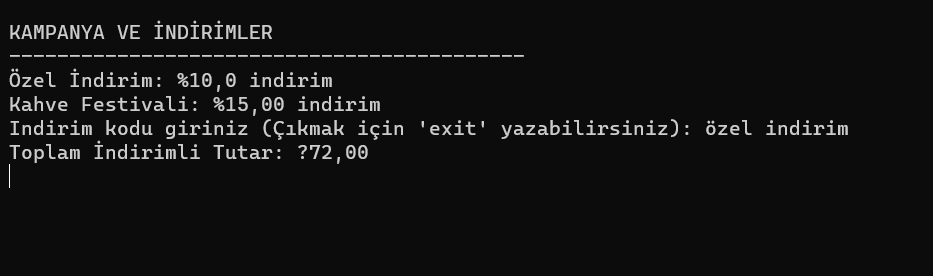 KAMPANYA VE İNDİRİMLER
-------------------------------------------
Özel İndirim: %10,0 indirim
Kahve Festivali: %15,00 indirim
Indirim kodu giriniz (Çıkmak için 'exit' yazabilirsiniz): özel indirim
Toplam İndirimli Tutar: ?72,00